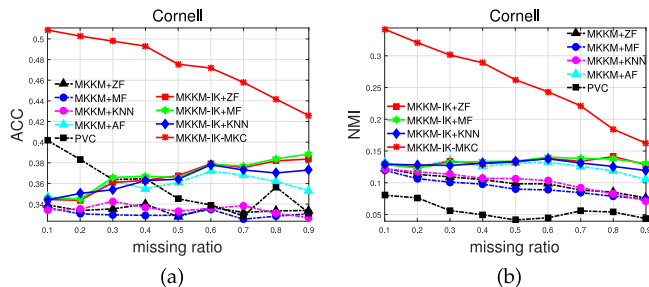 Cornell
ACC
0.5
0.48
0.46
0.44
0.42
0.4
0.38
0.36
0.34
MKKM+ZF
MKKM+MF
MKKM+KNN
MKKM+AF
PVC
MKKM-IK+ZF
MKKM-IK+MF
MKKM-IK+KNN
MKKM-IK-MKC
0.1 0.2 0.3 0.4 0.5 0.6 0.7 0.8 0.9
missing ratio
(a)
Cornell
NMI
0.3
0.25
0.2
0.15
0.1
0.05
MKKM+ZF
MKKM+MF
MKKM+KNN
MKKM+AF
PVC
MKKM-IK+ZF
MKKM-IK+MF
MKKM-IK+KNN
MKKM-IK-MKC
0.1 0.2 0.3 0.4 0.5 0.6 0.7 0.8 0.9
missing ratio
(b)